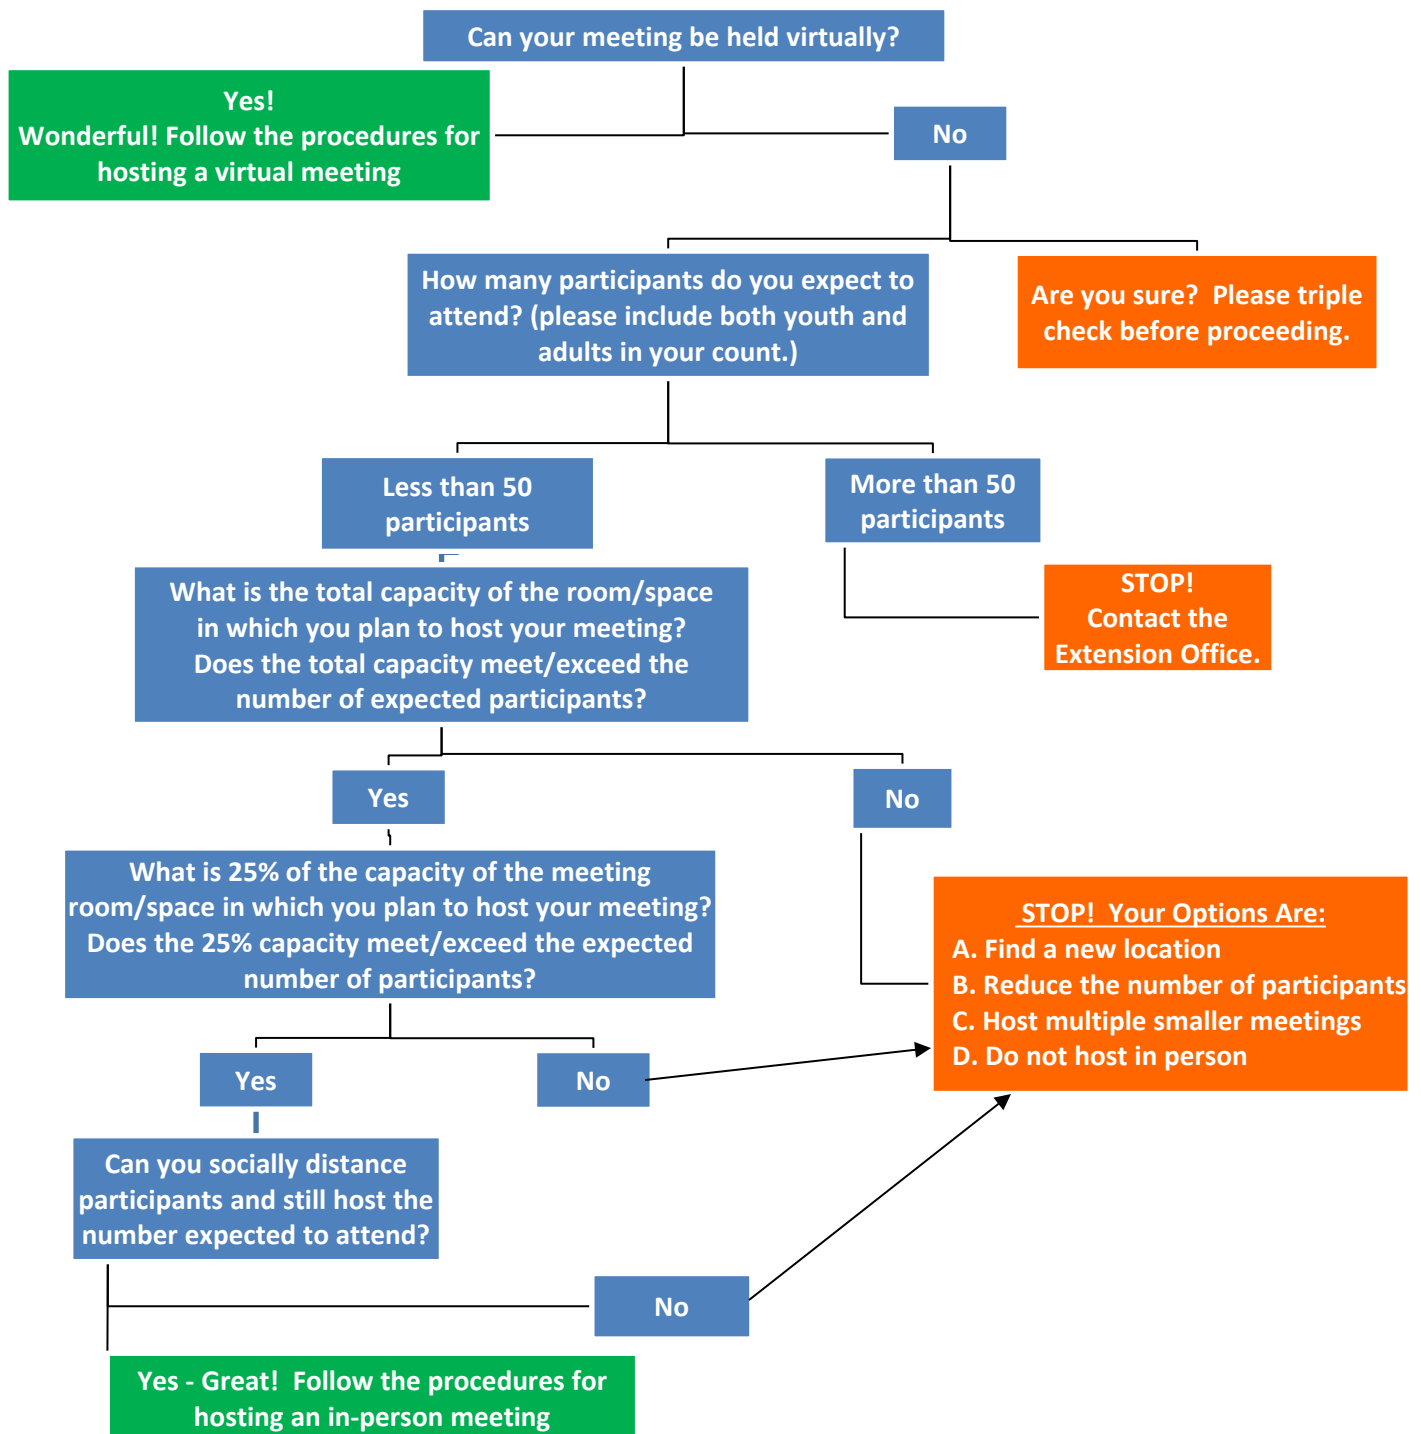 Can your meeting be held virtually?
Yes!
Wonderful! Follow the procedures for
hosting a virtual meeting
No
How many participants do you expect to
attend? (please include both youth and
adults in your count.)
Are you sure?  Please triple
check before proceeding.
Less than 50
participants
More than 50
participants
What is the total capacity of the room/space
in which you plan to host your meeting?
Does the total capacity meet/exceed the
number of expected participants?
STOP!
Contact the
Extension Office.
Yes
No
What is 25% of the capacity of the meeting
room/space in which you plan to host your meeting?
Does the 25% capacity meet/exceed the expected
number of participants?
STOP!  Your Options Are:
A. Find a new location
B. Reduce the number of participants
C. Host multiple smaller meetings
D. Do not host in person
Yes
No
Can you socially distance
participants and still host the
number expected to attend?
No
Yes - Great!  Follow the procedures for
hosting an in-person meeting